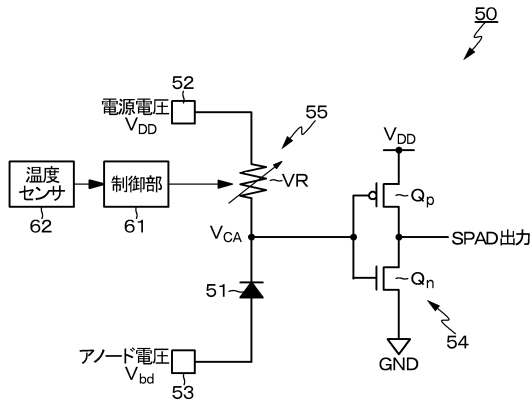 50
52
電源電圧
VDD
55
VDD
温度
センサ
制御部
VR
Qp
62
61
VCA
SPAD出力
51
Qn
アノード電圧
Vbd
53
GND
54